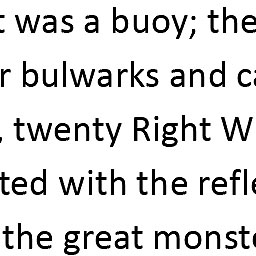 t was a buoy; the
r bulwarks and ca
, twenty Right W
ted with the refle
the great monste